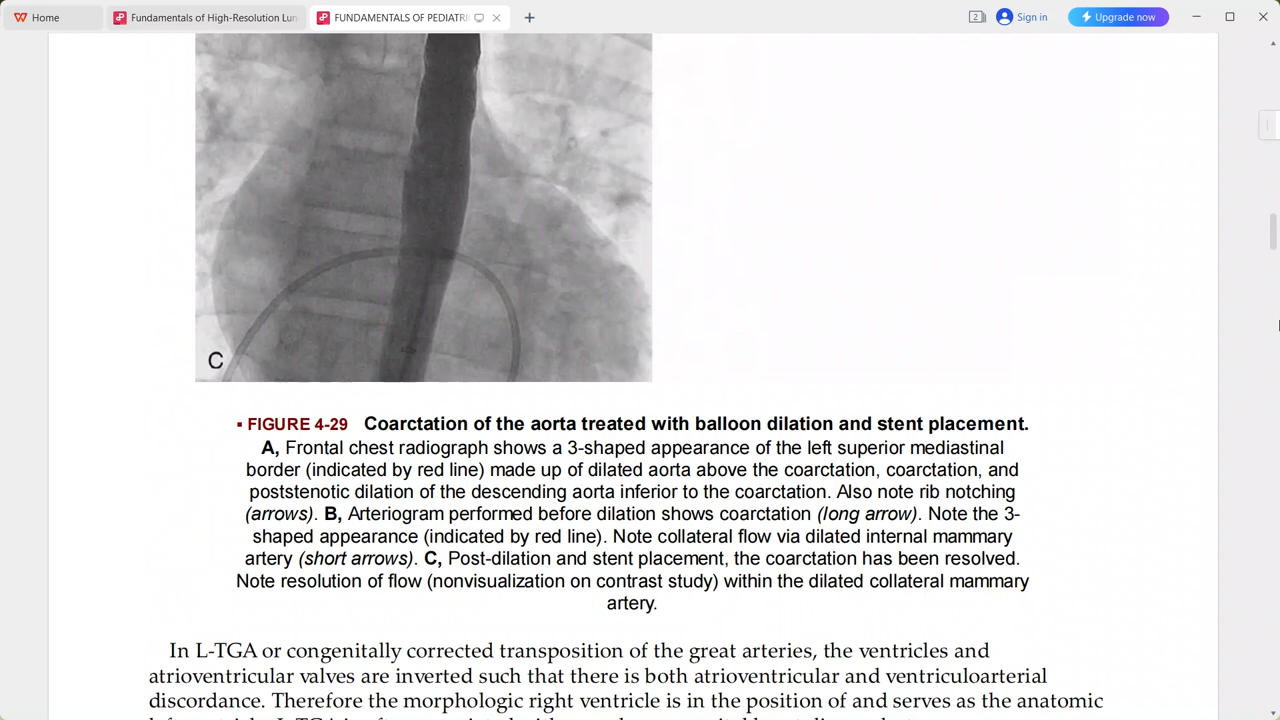 Home
Fundamentals of High-Resolution Lun
FUNDAMENTALS OF PEDIATRI
2
Sign in
Upgrade now
C
▪ FIGURE 4-29 Coarctation of the aorta treated with balloon dilation and stent placement.
A, Frontal chest radiograph shows a 3-shaped appearance of the left superior mediastinal
border (indicated by red line) made up of dilated aorta above the coarctation, coarctation, and
poststenotic dilation of the descending aorta inferior to the coarctation. Also note rib notching
(arrows). B, Arteriogram performed before dilation shows coarctation (long arrow). Note the 3-
shaped appearance (indicated by red line). Note collateral flow via dilated internal mammary
artery (short arrows). C, Post-dilation and stent placement, the coarctation has been resolved.
Note resolution of flow (nonvisualization on contrast study) within the dilated collateral mammary
artery.
In L-TGA or congenitally corrected transposition of the great arteries, the ventricles and
atrioventricular valves are inverted such that there is both atrioventricular and ventriculoarterial
discordance. Therefore the morphologic right ventricle is in the position of and serves as the anatomic